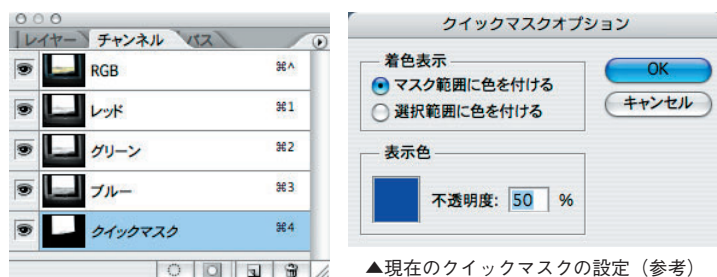 レイヤー チャンネル パス
RGB ⌘^
レッド ⌘1
グリーン ⌘2
ブルー ⌘3
クイックマスク ⌘4
クイックマスクオプション
着色表示
マスク範囲に色を付ける
選択範囲に色を付ける
OK
キャンセル
表示色
不透明度: 50 %
▲現在のクイックマスクの設定（参考）